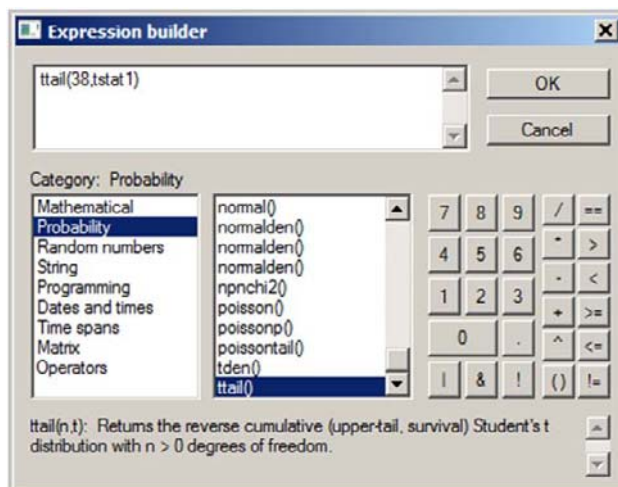 Expression builder
ttail(38,tstat1)
OK
Cancel
Category: Probability
Mathematical
Probability
Random numbers
String
Programming
Dates and times
Time spans
Matrix
Operators
normal()
normalden()
normalden()
normalden()
npnchi2()
poisson()
poissonp()
poissontail()
tden()
ttail()
7 8 9 / ==
4 5 6 * >
1 2 3 - <
0 . + >=
^ <=
| & ! () !=
ttail(n,t): Returns the reverse cumulative (upper-tail, survival) Student's t
distribution with n > 0 degrees of freedom.